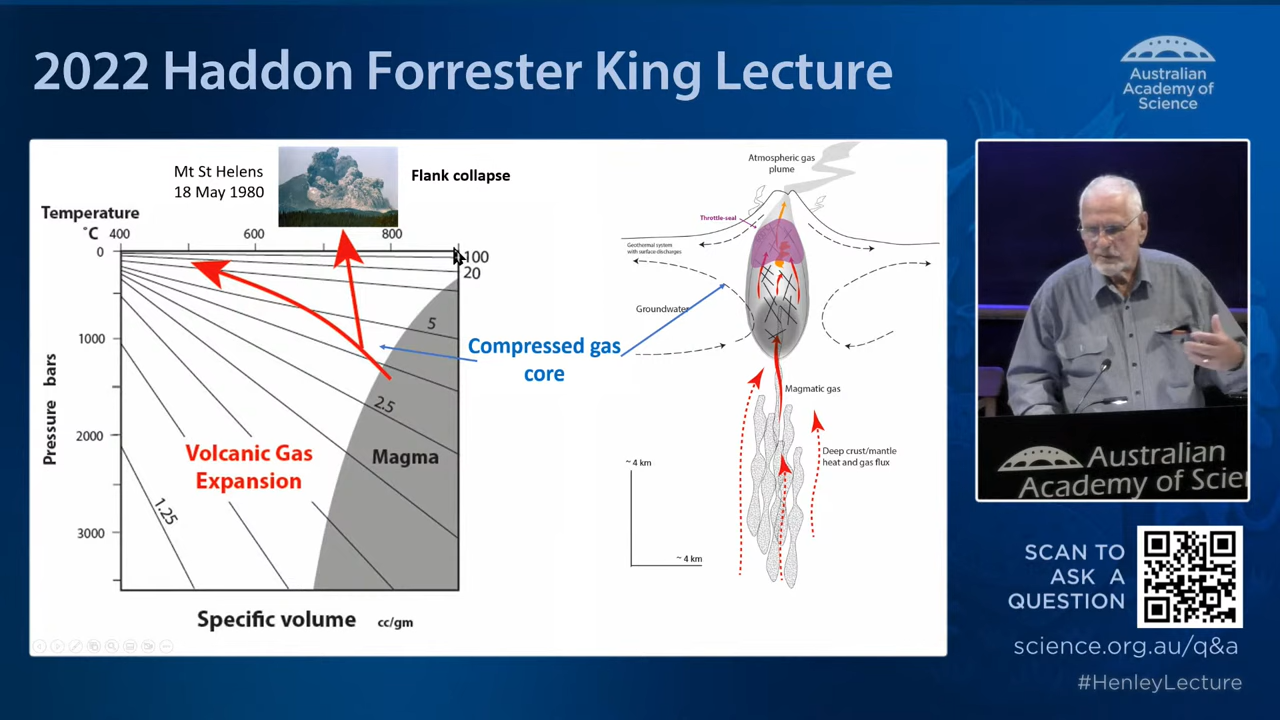 2022 Haddon Forrester King Lecture
Australian
Academy of
Science
Mt St Helens
18 May 1980
Flank collapse
Temperature
°C
400
600
800
0
1000
2000
3000
Pressure bars
100
20
5
2.5
1.25
Volcanic Gas
Expansion
Magma
Specific volume cc/gm
Compressed gas
core
Atmospheric gas
plume
Throttle-seal
Geothermal system
with surface discharges
Groundwater
Magmatic gas
Deep crust/mantle
heat and gas flux
~ 4 km
~ 4 km
Australian
Academy of Scien
SCAN TO
ASK A
QUESTION
science.org.au/q&a
#HenleyLecture